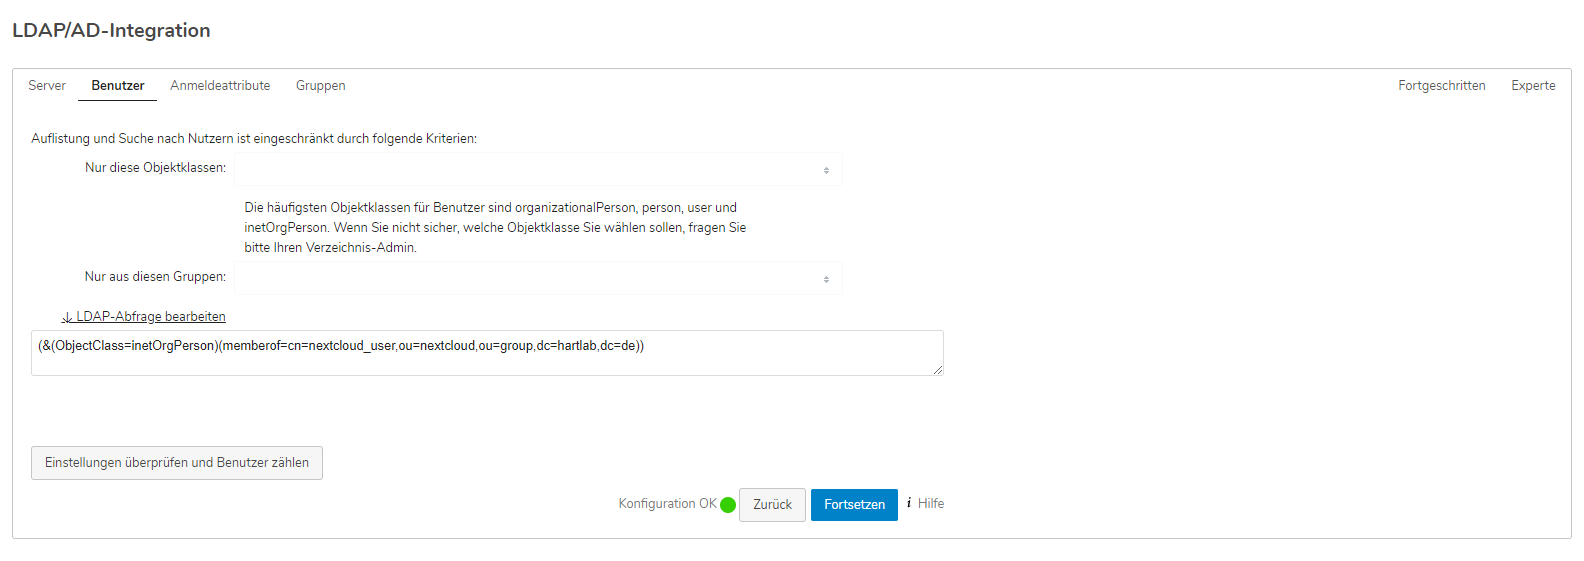 LDAP/AD-Integration
Server Benutzer Anmeldeattribute Gruppen Fortgeschritten Experte
Auflistung und Suche nach Nutzern ist eingeschränkt durch folgende Kriterien:
Nur diese Objektklassen:
Die häufigsten Objektklassen für Benutzer sind organizationalPerson, person, user und
inetOrgPerson. Wenn Sie nicht sicher, welche Objektklasse Sie wählen sollen, fragen Sie
bitte Ihren Verzeichnis-Admin.
Nur aus diesen Gruppen:
↓ LDAP-Abfrage bearbeiten
(&(ObjectClass=inetOrgPerson)(memberof=cn=nextcloud_user,ou=nextcloud,ou=group,dc=hartlab,dc=de))
Einstellungen überprüfen und Benutzer zählen
Konfiguration OK Zurück Fortsetzen i Hilfe